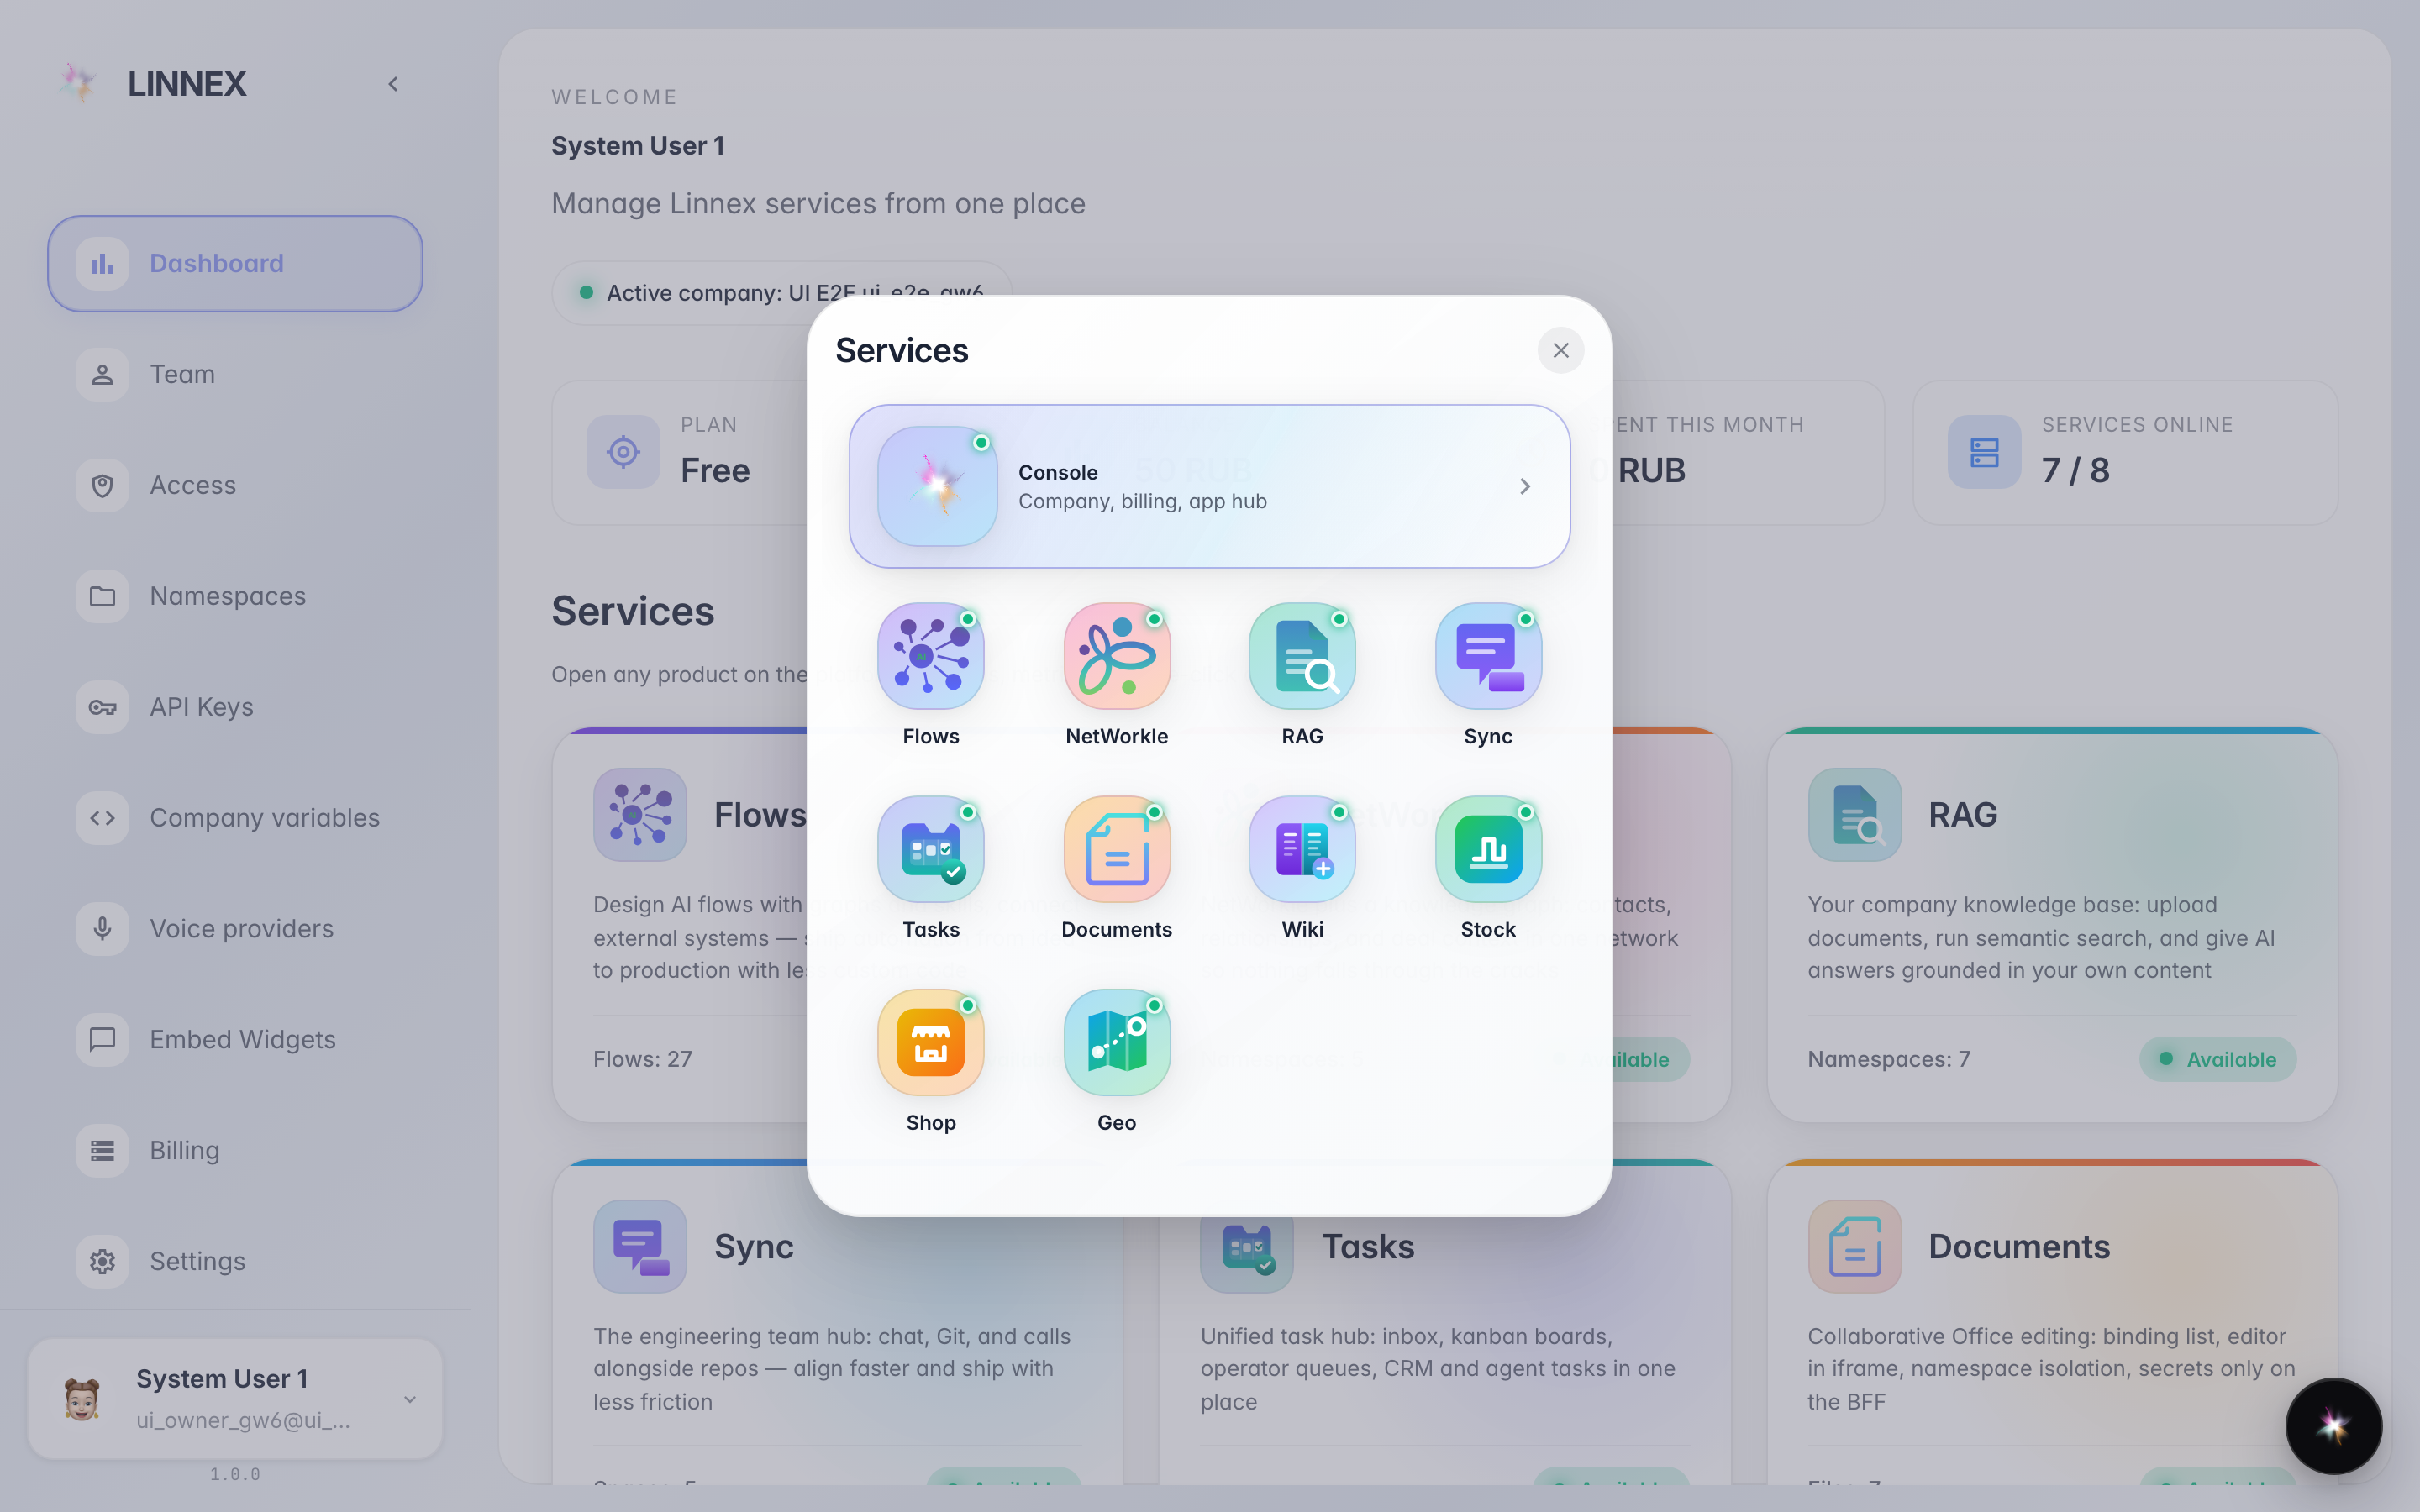 LINNEX
Dashboard
Team
Access
Namespaces
API Keys
Company variables
Voice providers
Embed Widgets
Billing
Settings
System User 1
ui_owner_gw6@ui_...
1.0.0
WELCOME
System User 1
Manage Linnex services from one place
Active company: UI E2E ui_e2e_gw6
PLAN
Free
50 RUB
ENT THIS MONTH
0 RUB
SERVICES ONLINE
7 / 8
Services
Open any product on the
Flows
Design AI flows with
external systems —
to production with
Flows: 27
tacts,
etwork
ilable
RAG
Your company knowledge base: upload
documents, run semantic search, and give AI
answers grounded in your own content
Namespaces: 7
Available
Sync
The engineering team hub: chat, Git, and calls
alongside repos — align faster and ship with
less friction
Tasks
Unified task hub: inbox, kanban boards,
operator queues, CRM and agent tasks in one
place
Documents
Collaborative Office editing: binding list, editor
in iframe, namespace isolation, secrets only on
the BFF
Services
Console
Company, billing, app hub
Flows
NetWorkle
RAG
Sync
Tasks
Documents
Wiki
Stock
Shop
Geo